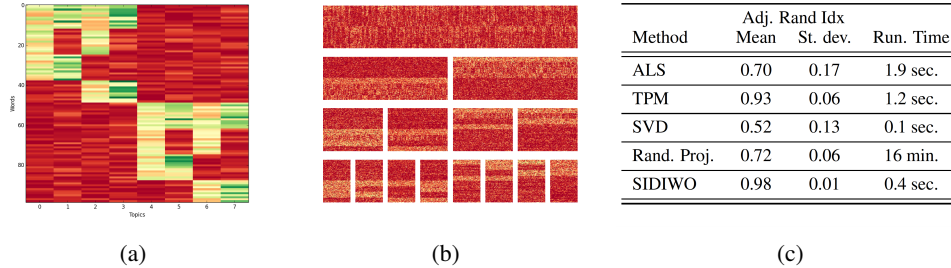 0
20
40
60
80
Words
0 1 2 3 4 5 6 7
Topics
(a)
(b)
Adj. Rand Idx
Method Mean St. dev. Run. Time
ALS 0.70 0.17 1.9 sec.
TPM 0.93 0.06 1.2 sec.
SVD 0.52 0.13 0.1 sec.
Rand. Proj. 0.72 0.06 16 min.
SIDIWO 0.98 0.01 0.4 sec.
(c)